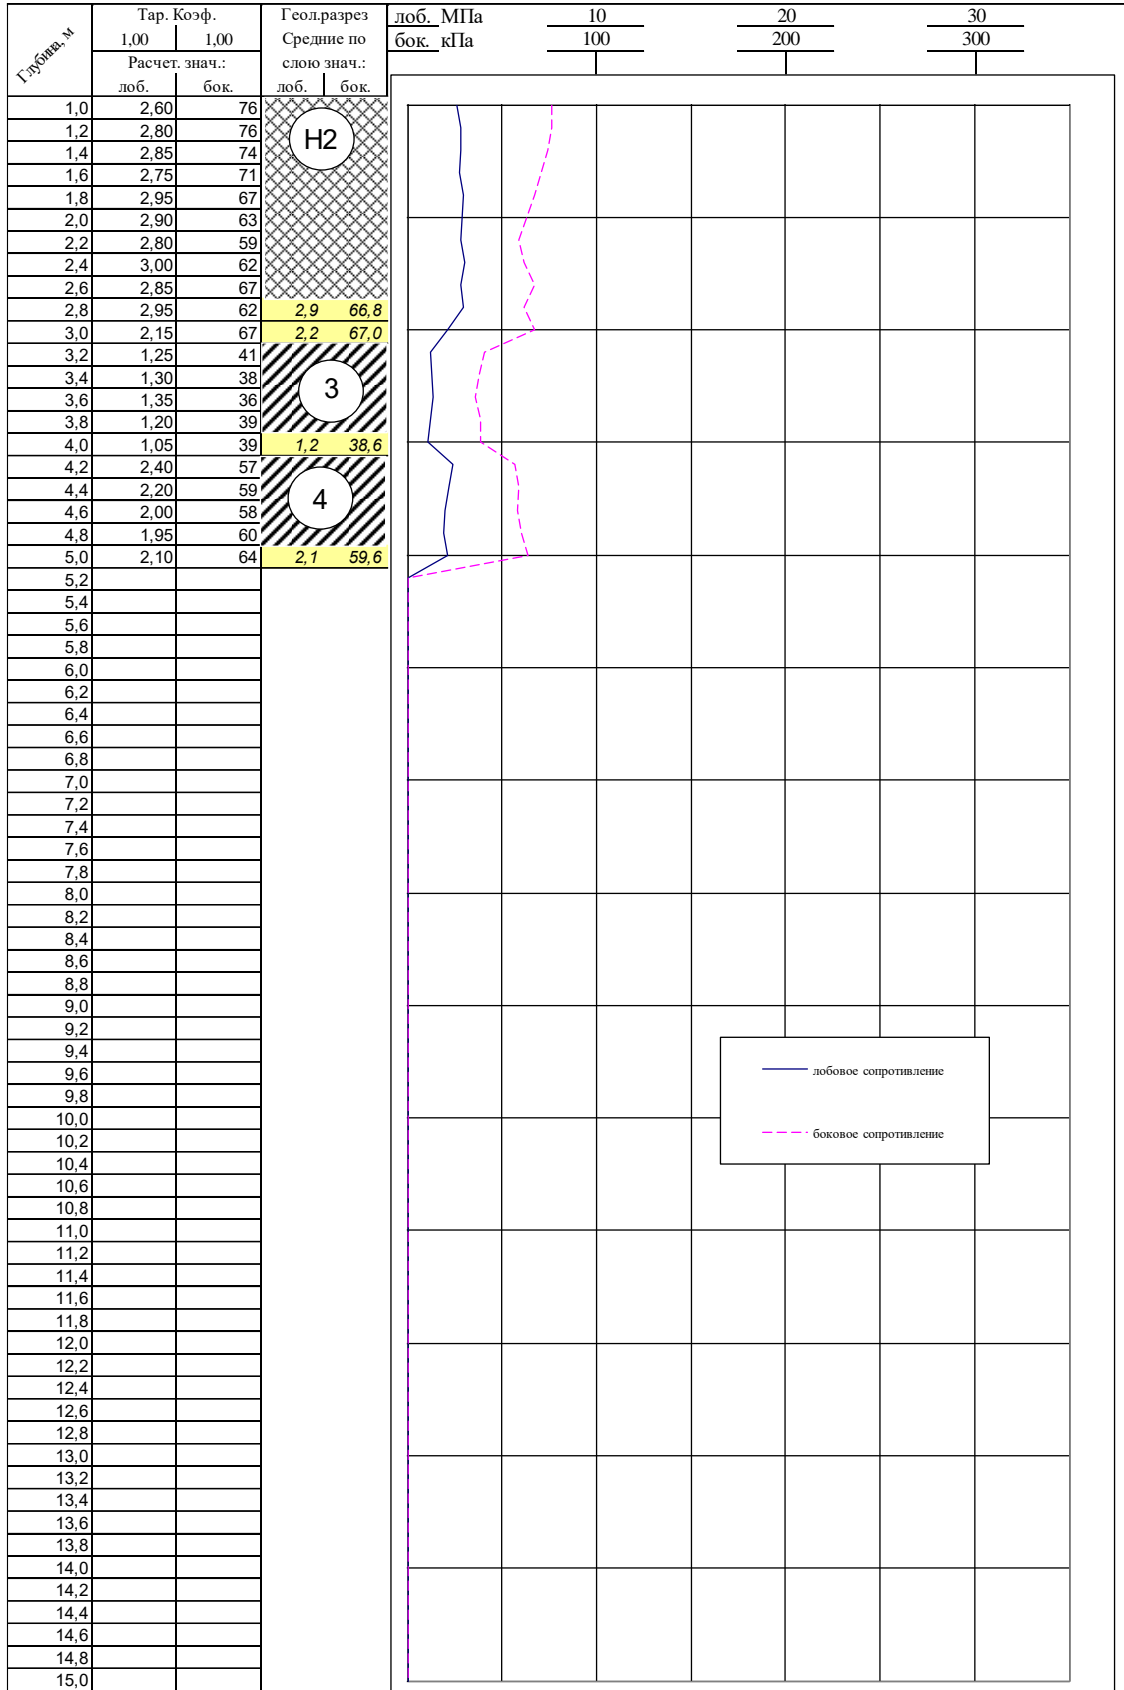 Глубина, м
Тар. Коэф.
Геол.разрез
лоб. МПа 10 20 30
1,00 1,00
Средние по
бок. кПа 100 200 300
Расчет. знач.:
слою знач.:
лоб. бок. лоб. бок.
1,0 2,60 76
1,2 2,80 76
Н2
1,4 2,85 74
1,6 2,75 71
1,8 2,95 67
2,0 2,90 63
2,2 2,80 59
2,4 3,00 62
2,6 2,85 67
2,8 2,95 62 2,9 66,8
3,0 2,15 67 2,2 67,0
3,2 1,25 41
3,4 1,30 38
3
3,6 1,35 36
3,8 1,20 39
4,0 1,05 39 1,2 38,6
4,2 2,40 57
4,4 2,20 59
4
4,6 2,00 58
4,8 1,95 60
5,0 2,10 64 2,1 59,6
5,2
5,4
5,6
5,8
6,0
6,2
6,4
6,6
6,8
7,0
7,2
7,4
7,6
7,8
8,0
8,2
8,4
8,6
8,8
9,0
9,2
9,4
9,6
9,8
10,0
10,2
10,4
10,6
10,8
11,0
11,2
11,4
11,6
11,8
12,0
12,2
12,4
12,6
12,8
13,0
13,2
13,4
13,6
13,8
14,0
14,2
14,4
14,6
14,8
15,0
лобовое сопротивление
боковое сопротивление